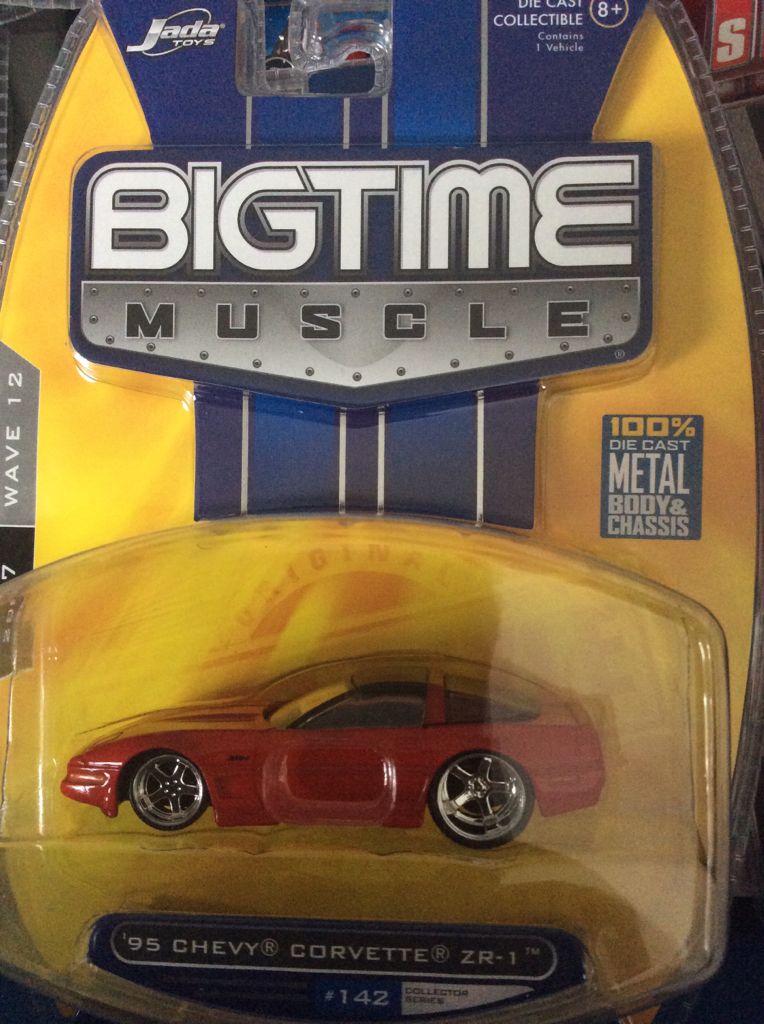 Jada
TOYS
DIE CAST
COLLECTIBLE
8+
Contains
1 Vehicle
S
BIGTIME
MUSCLE
®
WAVE 12
100%
DIE CAST
METAL
BODY&
CHASSIS
'95 CHEVY® CORVETTE® ZR-1™
#142
COLLECTOR
SERIES